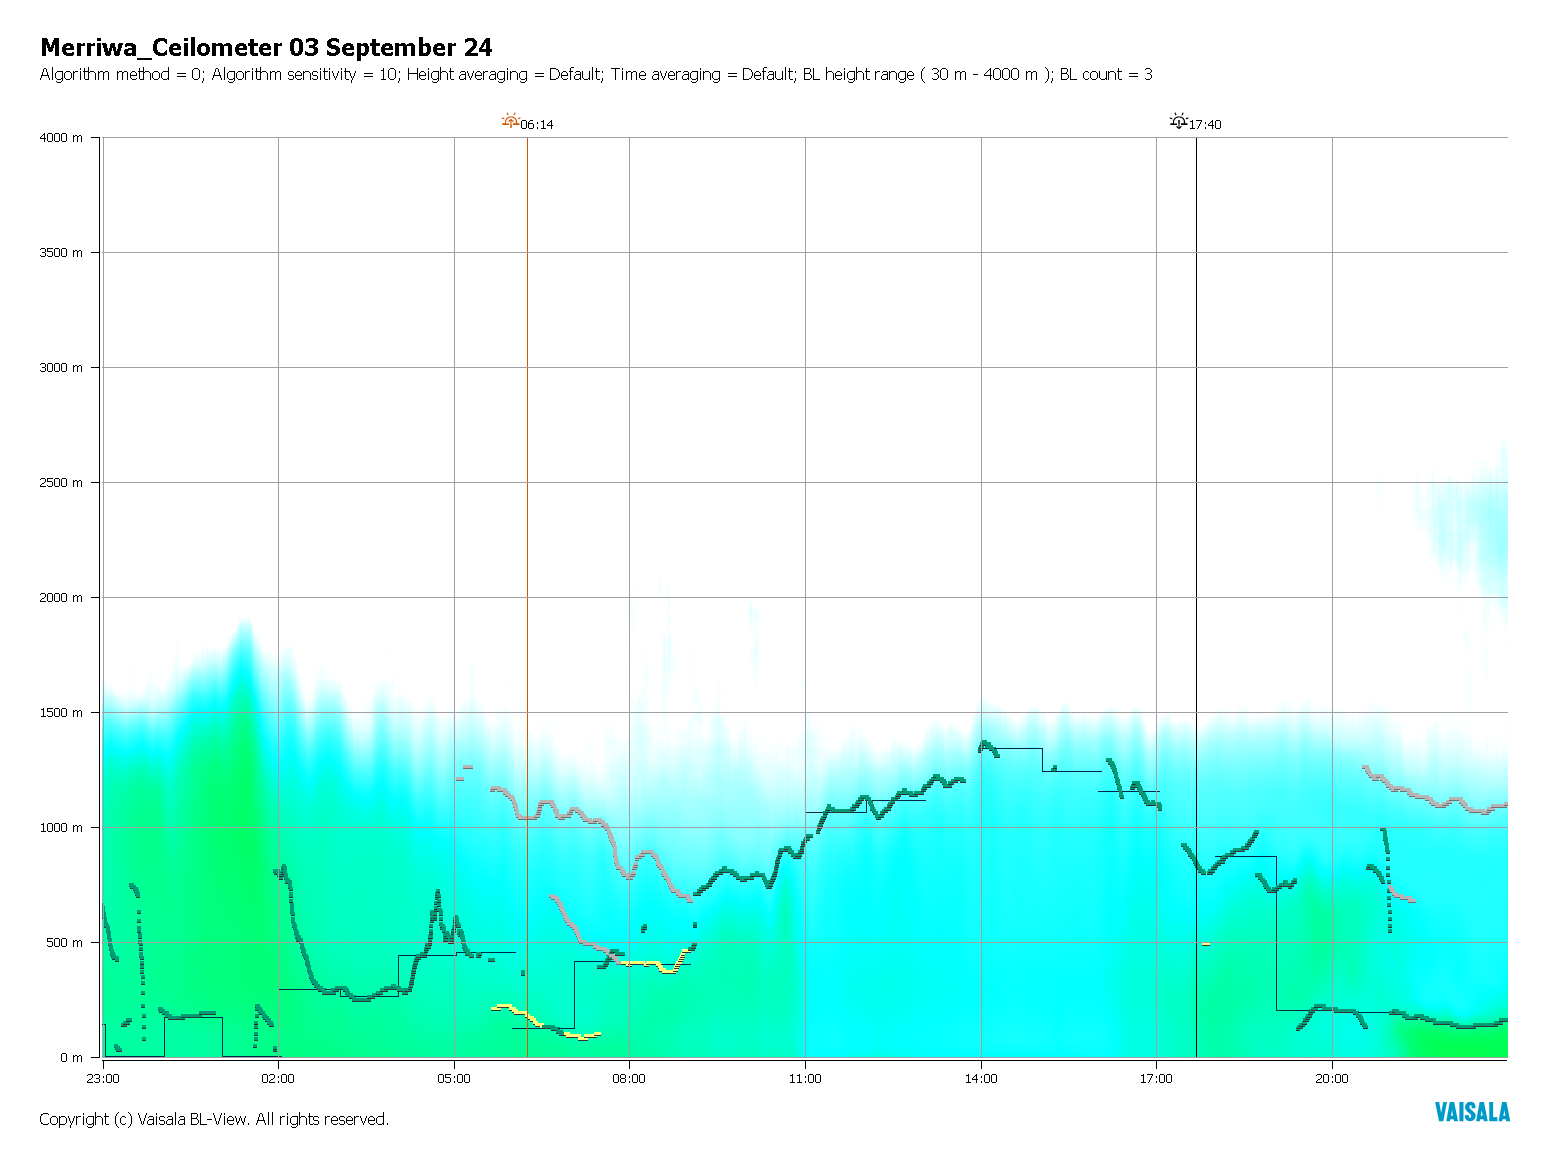 Merriwa_Ceilometer 03 September 24
Algorithm method = 0; Algorithm sensitivity = 10; Height averaging = Default; Time averaging = Default; BL height range ( 30 m - 4000 m ); BL count = 3
06:14
17:40
4000 m
3500 m
3000 m
2500 m
2000 m
1500 m
1000 m
500 m
0 m
23:00 02:00 05:00 08:00 11:00 14:00 17:00 20:00
Copyright (c) Vaisala BL-View. All rights reserved.
VAISALA